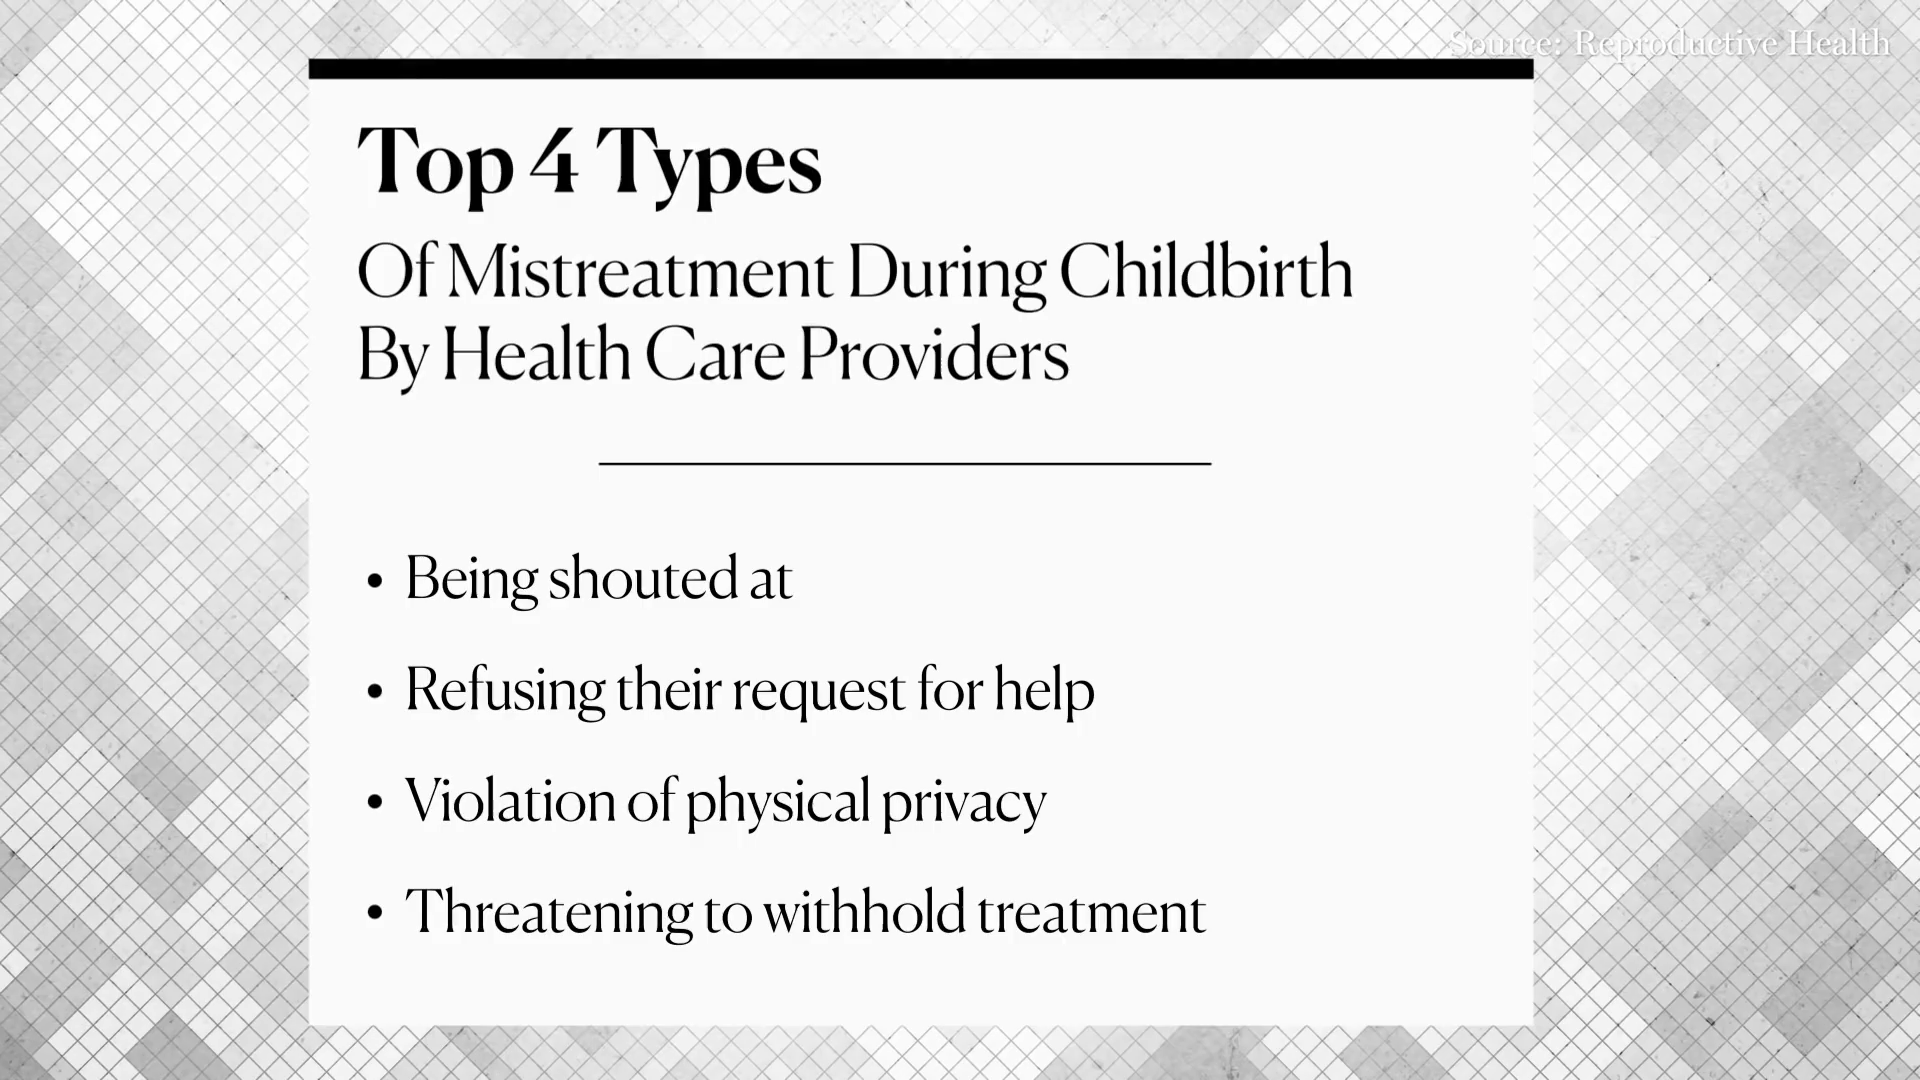 Source: Reproductive Health
Top 4 Types
Of Mistreatment During Childbirth
By Health Care Providers
• Being shouted at
• Refusing their request for help
• Violation of physical privacy
• Threatening to withhold treatment